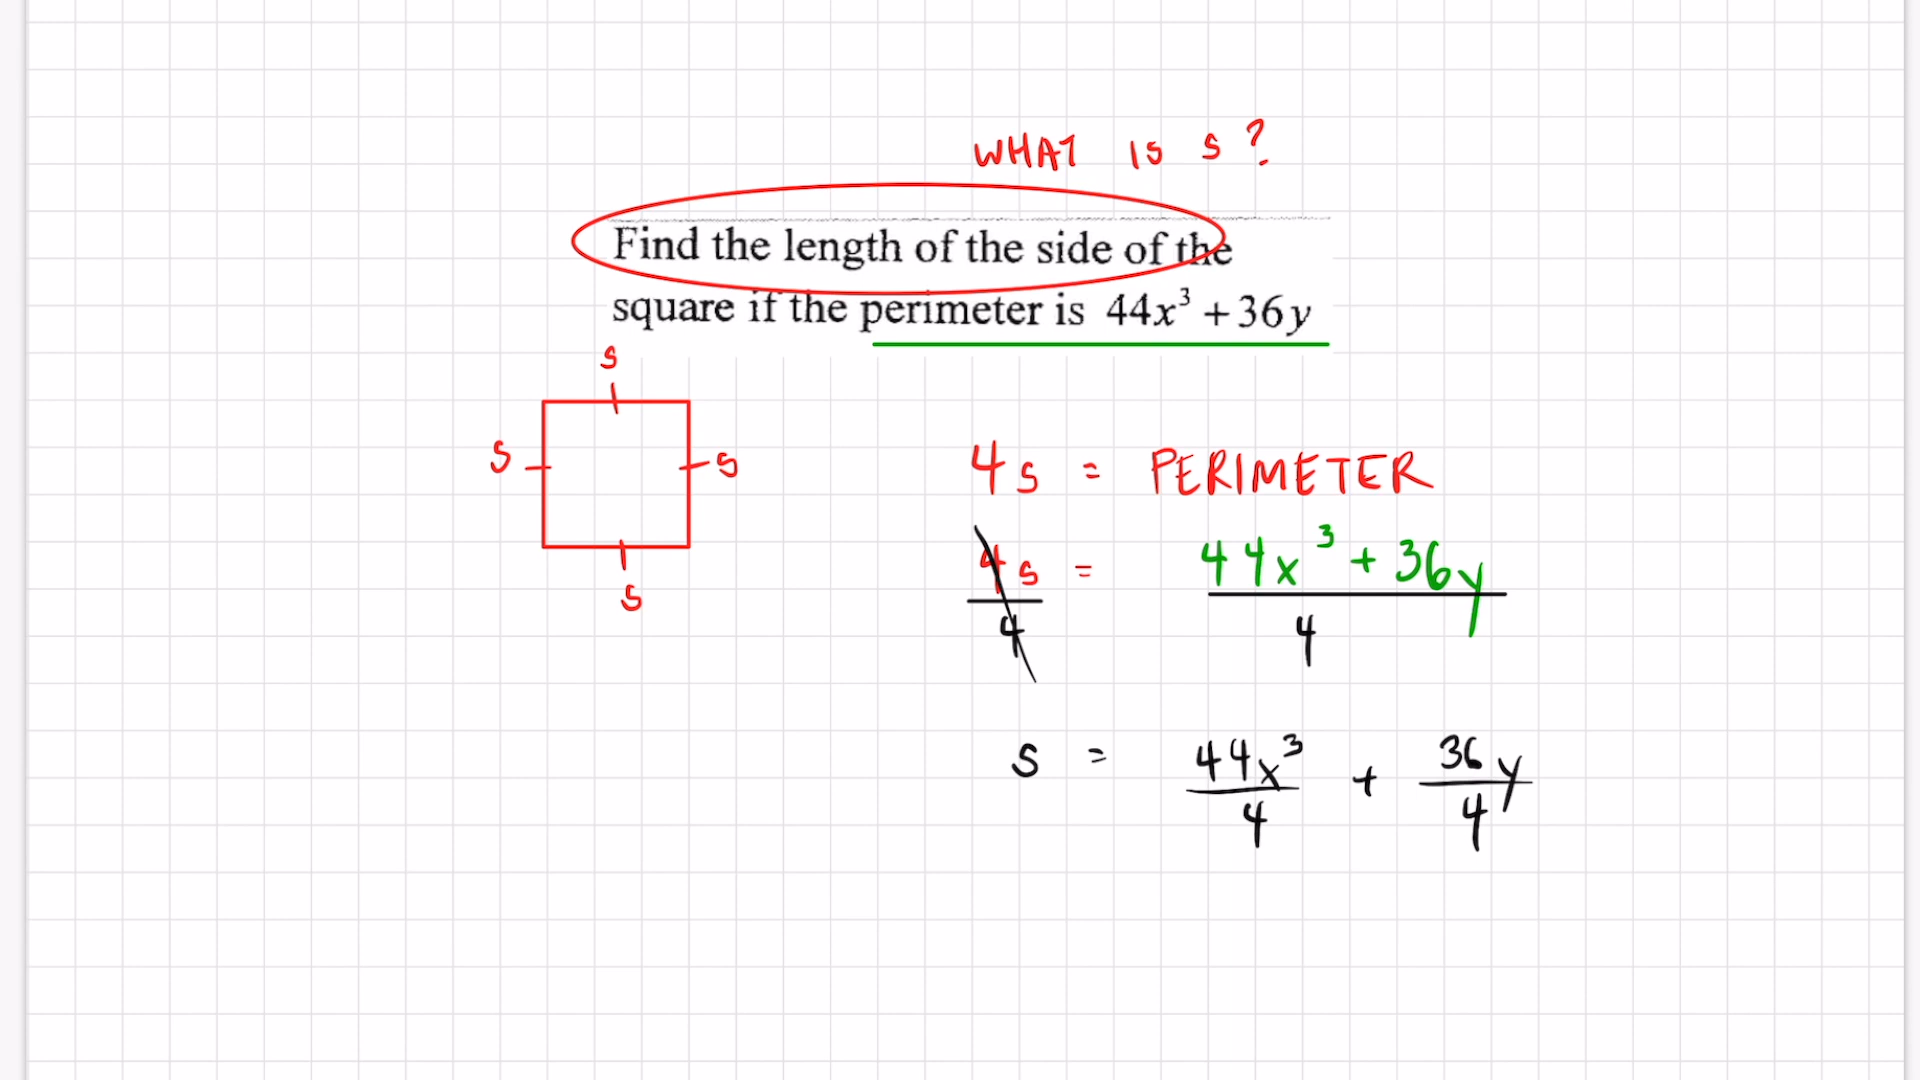 WHAT IS S?
Find the length of the side of the
square if the perimeter is 44x³ + 36y
s
s
s
s
4s = PERIMETER
4s = 44x³ + 36y
4 4
s = 44x³ + 36y
4 4